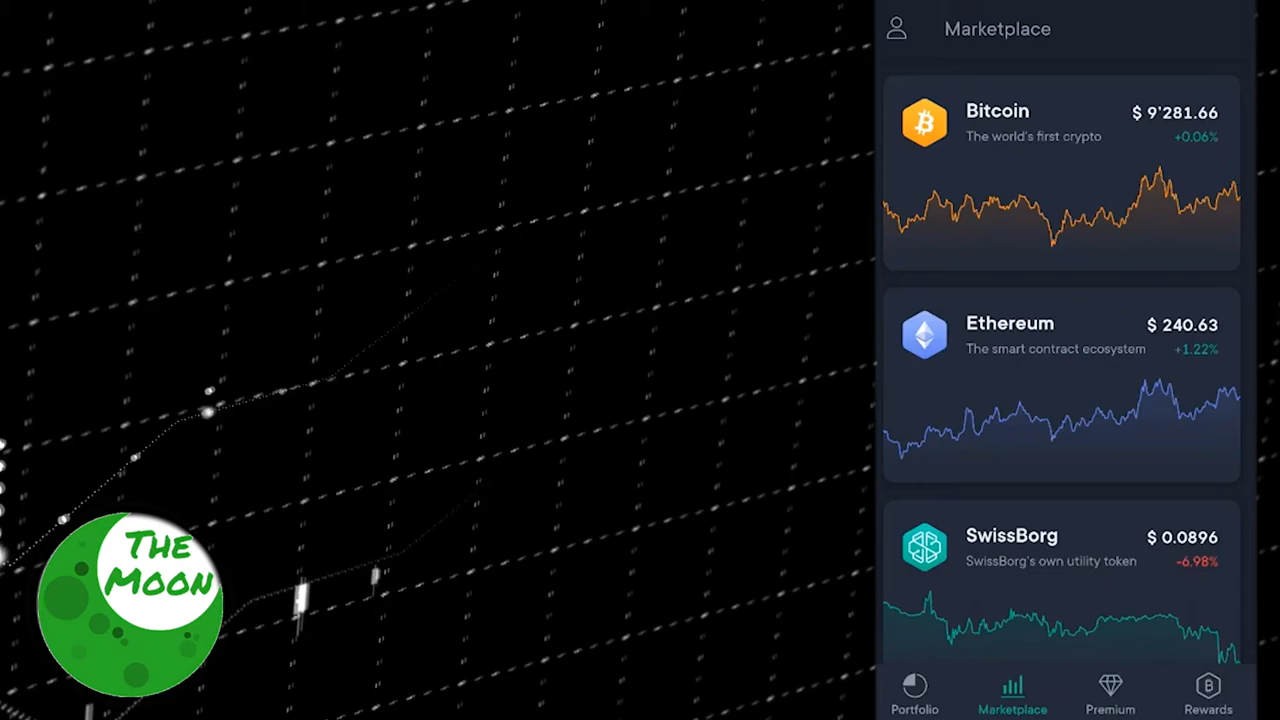 Marketplace
Bitcoin
$ 9’281.66
The world's first crypto
+0.06%
Ethereum
$ 240.63
The smart contract ecosystem
+1.22%
SwissBorg
$ 0.0896
SwissBorg's own utility token
-6.98%
Portfolio
Marketplace
Premium
Rewards
THE
MOON